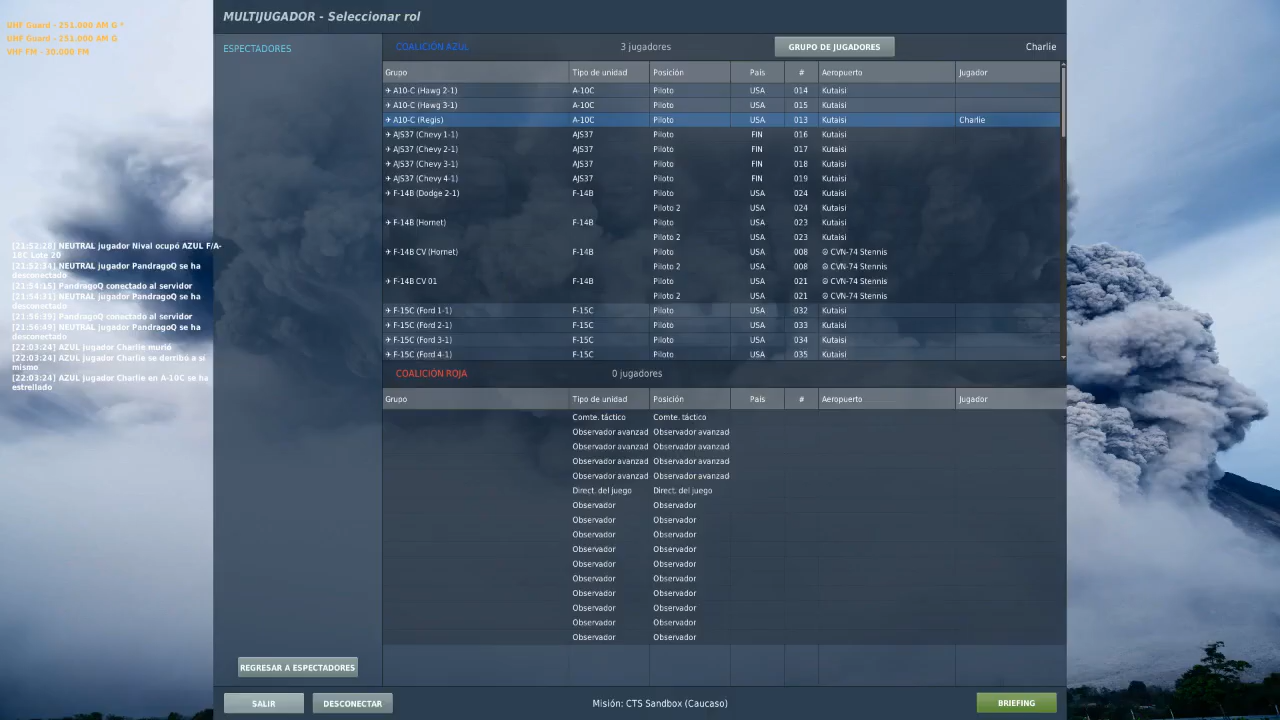 MULTIJUGADOR - Seleccionar rol
UHF Guard - 251.000 AM G *
UHF Guard - 251.000 AM G
VHF FM - 30.000 FM
ESPECTADORES
COALICIÓN AZUL 3 jugadores GRUPO DE JUGADORES Charlie
Grupo Tipo de unidad Posición País # Aeropuerto Jugador
A10-C (Hawg 2-1) A-10C Piloto USA 014 Kutaisi
A10-C (Hawg 3-1) A-10C Piloto USA 015 Kutaisi
A10-C (Regis) A-10C Piloto USA 013 Kutaisi Charlie
AJS37 (Chevy 1-1) AJS37 Piloto FIN 016 Kutaisi
AJS37 (Chevy 2-1) AJS37 Piloto FIN 017 Kutaisi
AJS37 (Chevy 3-1) AJS37 Piloto FIN 018 Kutaisi
AJS37 (Chevy 4-1) AJS37 Piloto FIN 019 Kutaisi
F-14B (Dodge 2-1) F-14B Piloto USA 024 Kutaisi
Piloto 2 USA 024 Kutaisi
F-14B (Hornet) F-14B Piloto USA 023 Kutaisi
Piloto 2 USA 023 Kutaisi
F-14B CV (Hornet) F-14B Piloto USA 008 CVN-74 Stennis
Piloto 2 USA 008 CVN-74 Stennis
F-14B CV 01 F-14B Piloto USA 021 CVN-74 Stennis
Piloto 2 USA 021 CVN-74 Stennis
F-15C (Ford 1-1) F-15C Piloto USA 032 Kutaisi
F-15C (Ford 2-1) F-15C Piloto USA 033 Kutaisi
F-15C (Ford 3-1) F-15C Piloto USA 034 Kutaisi
F-15C (Ford 4-1) F-15C Piloto USA 035 Kutaisi
[21:52:28] NEUTRAL jugador Nival ocupó AZUL F/A-
18C Lote 20
[21:52:34] NEUTRAL jugador PandragoQ se ha
desconectado
[21:54:15] PandragoQ conectado al servidor
[21:54:31] NEUTRAL jugador PandragoQ se ha
desconectado
[21:56:39] PandragoQ conectado al servidor
[21:56:49] NEUTRAL jugador PandragoQ se ha
desconectado
[22:03:24] AZUL jugador Charlie murió
[22:03:24] AZUL jugador Charlie se derribó a sí
mismo
[22:03:24] AZUL jugador Charlie en A-10C se ha
estrellado
COALICIÓN ROJA 0 jugadores
Grupo Tipo de unidad Posición País # Aeropuerto Jugador
Comte. táctico Comte. táctico
Observador avanzad Observador avanzad
Observador avanzad Observador avanzad
Observador avanzad Observador avanzad
Observador avanzad Observador avanzad
Direct. del juego Direct. del juego
Observador Observador
Observador Observador
Observador Observador
Observador Observador
Observador Observador
Observador Observador
Observador Observador
Observador Observador
Observador Observador
Observador Observador
REGRESAR A ESPECTADORES
SALIR DESCONECTAR Misión: CTS Sandbox (Caucaso) BRIEFING